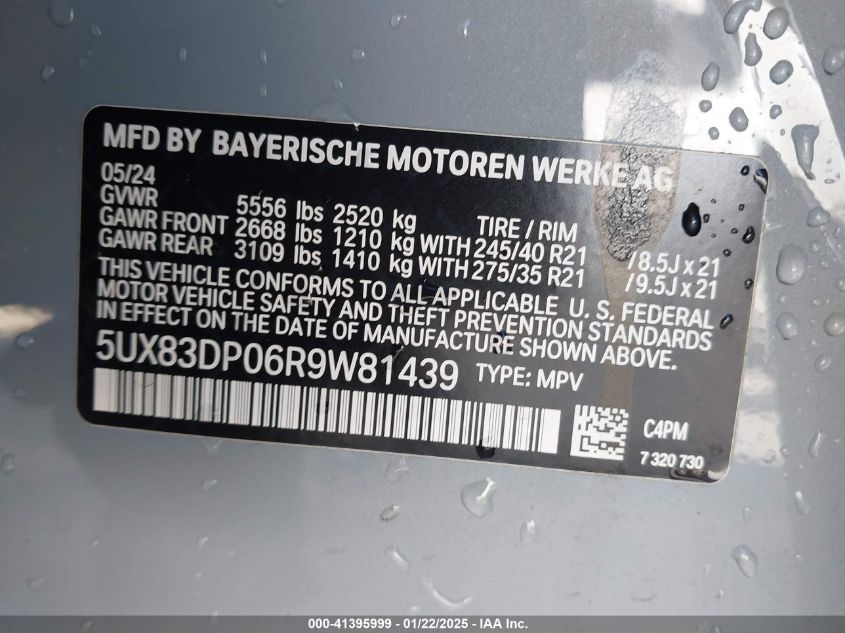 MFD BY BAYERISCHE MOTOREN WERKE AG
05/24
GVWR 5556 lbs 2520 kg TIRE / RIM
GAWR FRONT 2668 lbs 1210 kg WITH 245/40 R21 /8.5J x 21
GAWR REAR 3109 lbs 1410 kg WITH 275/35 R21 /9.5J x 21
THIS VEHICLE CONFORMS TO ALL APPLICABLE U. S. FEDERAL
MOTOR VEHICLE SAFETY AND THEFT PREVENTION STANDARDS
IN EFFECT ON THE DATE OF MANUFACTURE SHOWN ABOVE.
5UX83DP06R9W81439 TYPE: MPV
C4PM
7 320 730
000-41395999 - 01/22/2025 - IAA Inc.